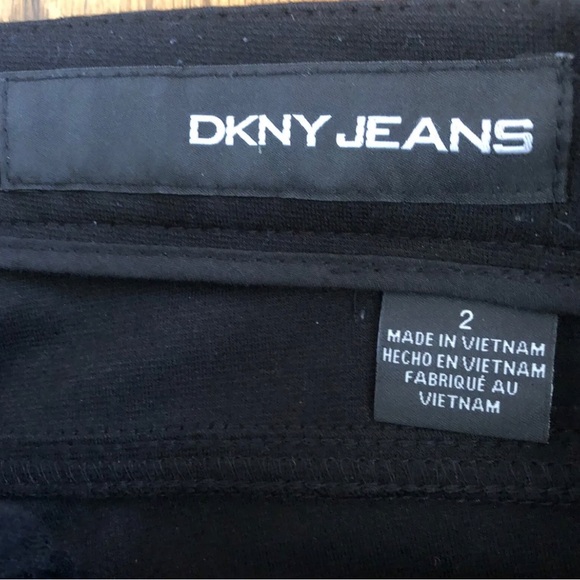 DKNY JEANS
2
MADE IN VIETNAM
HECHO EN VIETNAM
FABRIQUÉ AU
VIETNAM